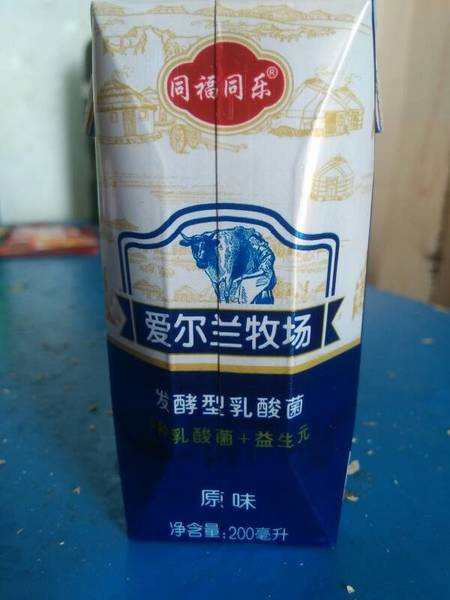 同福同乐®
爱尔兰牧场
发酵型乳酸菌
种乳酸菌+益生元
原味
净含量:200毫升